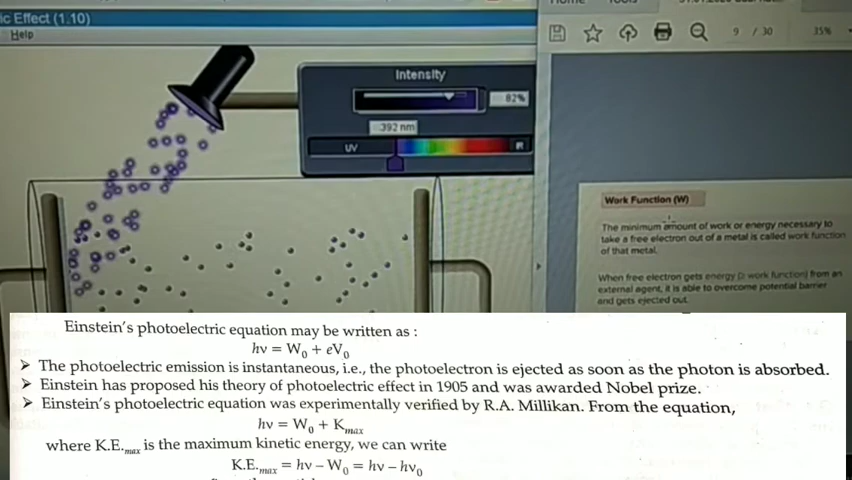 ic Effect (1.10)
Help
Intensity
82%
392 nm
UV
R
9 / 30
35%
Work Function (W)
The minimum amount of work or energy necessary to
take a free electron out of a metal is called work function
of that metal.
When free electron gets energy (≥ work function) from an
external agent, it is able to overcome potential barrier
and gets ejected out.
Einstein's photoelectric equation may be written as :
hν = W₀ + eV₀
➢ The photoelectric emission is instantaneous, i.e., the photoelectron is ejected as soon as the photon is absorbed.
➢ Einstein has proposed his theory of photoelectric effect in 1905 and was awarded Nobel prize.
➢ Einstein's photoelectric equation was experimentally verified by R.A. Millikan. From the equation,
hν = W₀ + Kmax
where K.E.max is the maximum kinetic energy, we can write
K.E.max = hν – W₀ = hν – hν₀